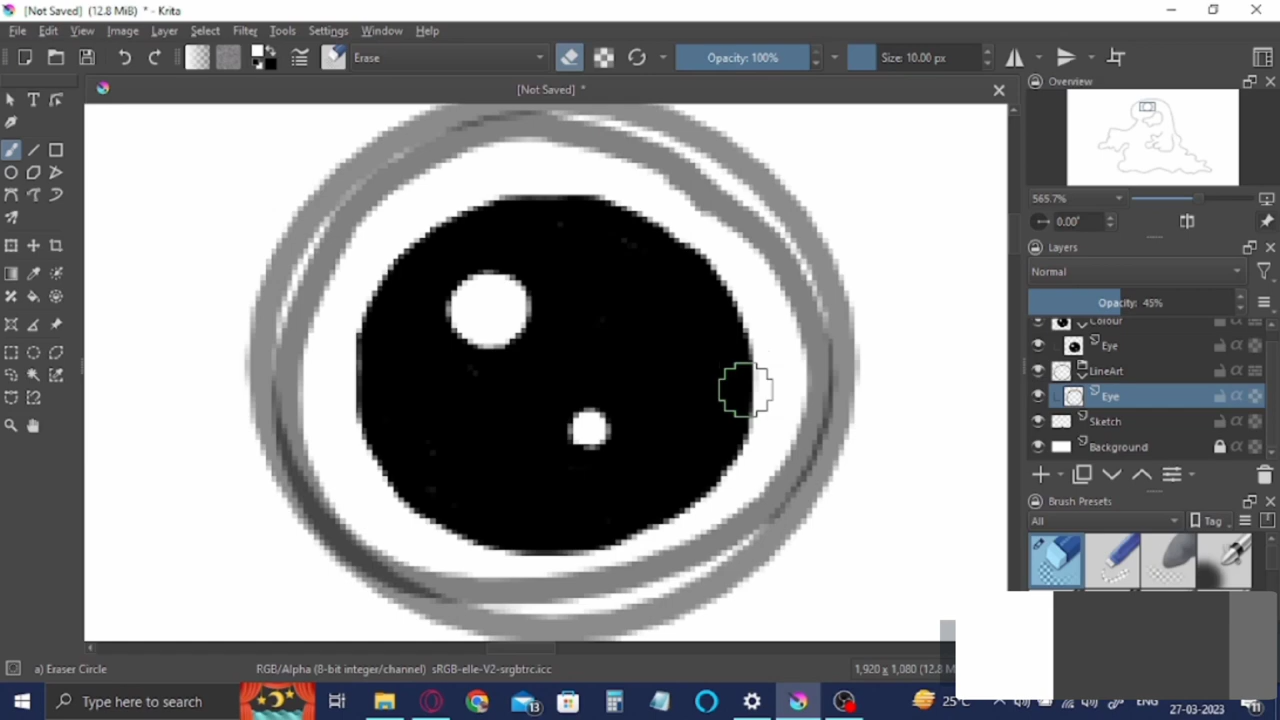 [Not Saved] (12.8 MiB) * - Krita
File Edit View Image Layer Select Filter Tools Settings Window Help
Erase
Opacity: 100%
Size: 10.00 px
[Not Saved] *
Overview
565.7%
0.00°
Layers
Normal
Opacity: 45%
Colour
Eye
LineArt
Eye
Sketch
Background
Brush Presets
All
Tag
a) Eraser Circle
RGB/Alpha (8-bit integer/channel) sRGB-elle-V2-srgbtrc.icc
1,920 x 1,080 (12.8 M
Type here to search
13
25°C
ENG
27-03-2023
11